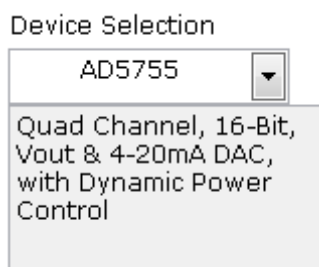 Device Selection
AD5755
Quad Channel, 16-Bit,
Vout & 4-20mA DAC,
with Dynamic Power
Control